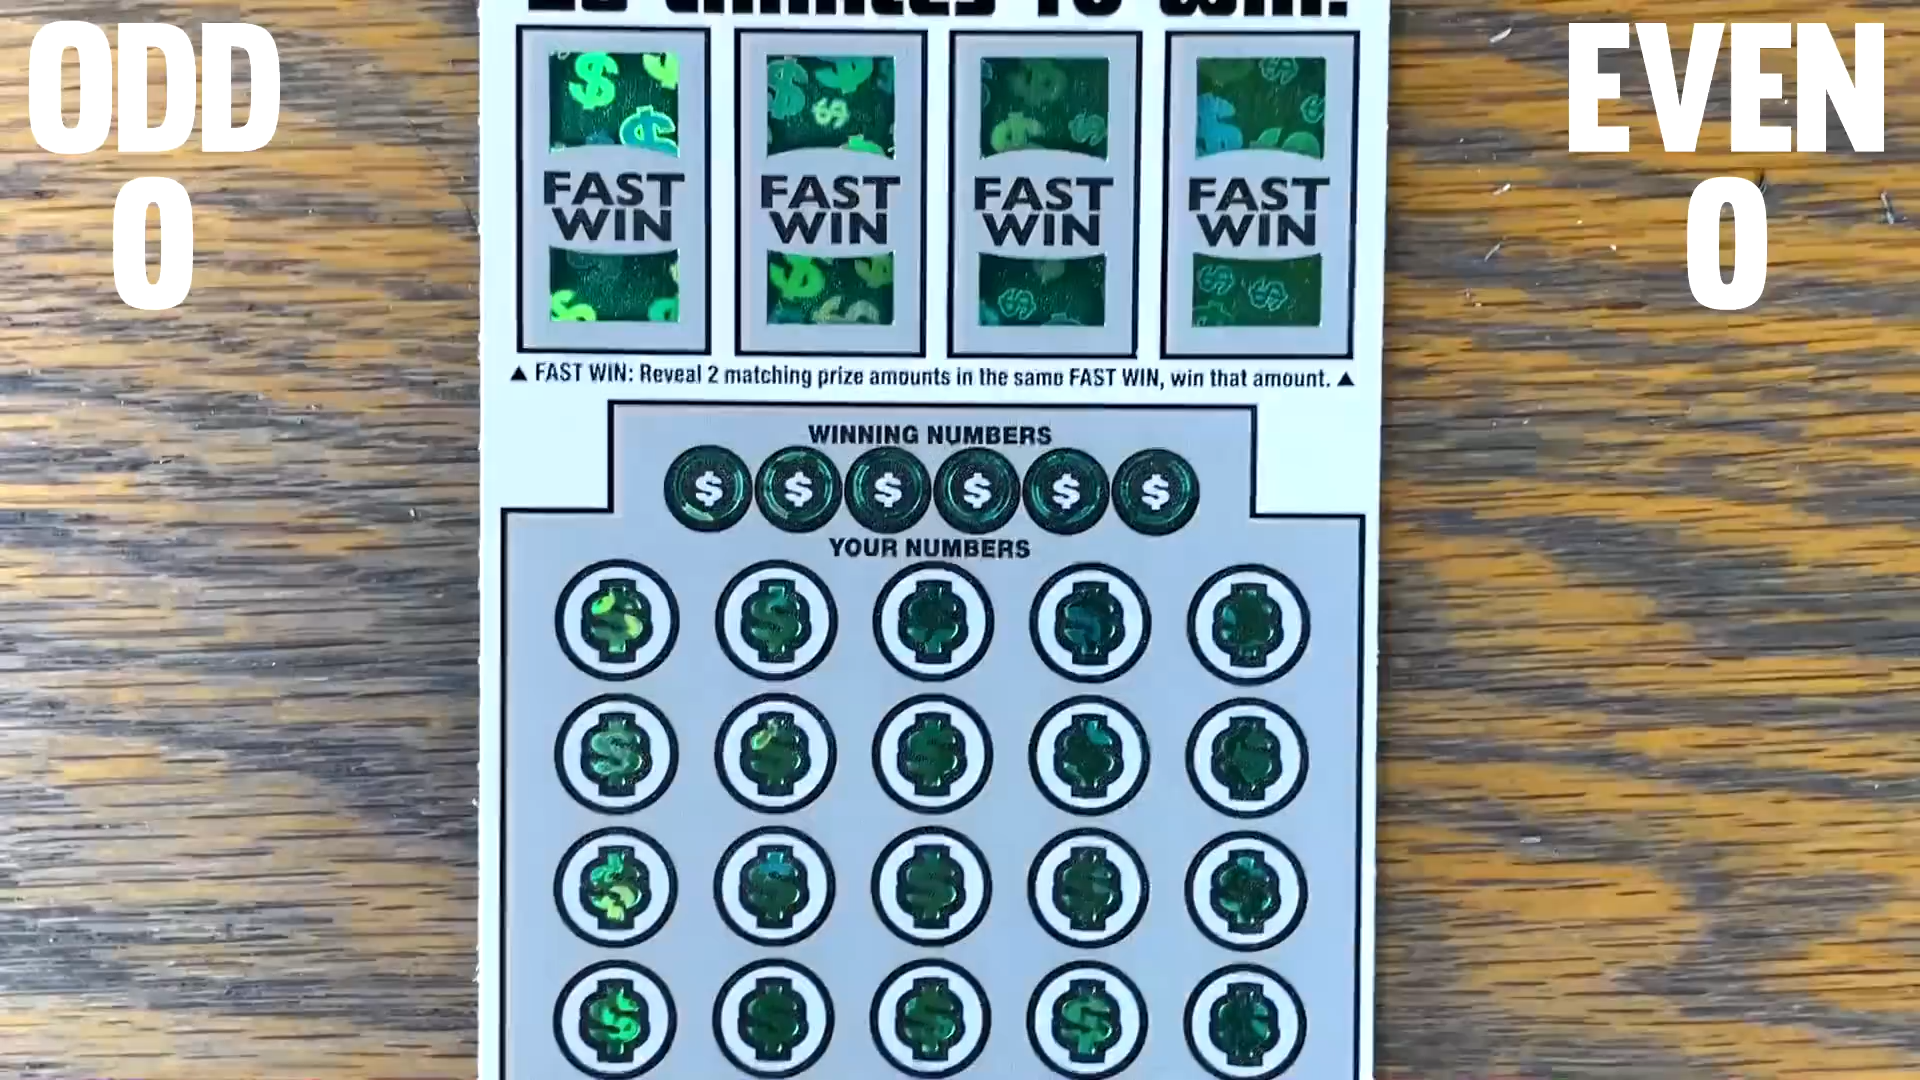 ODD
0
EVEN
0
FAST
WIN
FAST
WIN
FAST
WIN
FAST
WIN
▲ FAST WIN: Reveal 2 matching prize amounts in the same FAST WIN, win that amount. ▲
WINNING NUMBERS
$ $ $ $ $ $
YOUR NUMBERS